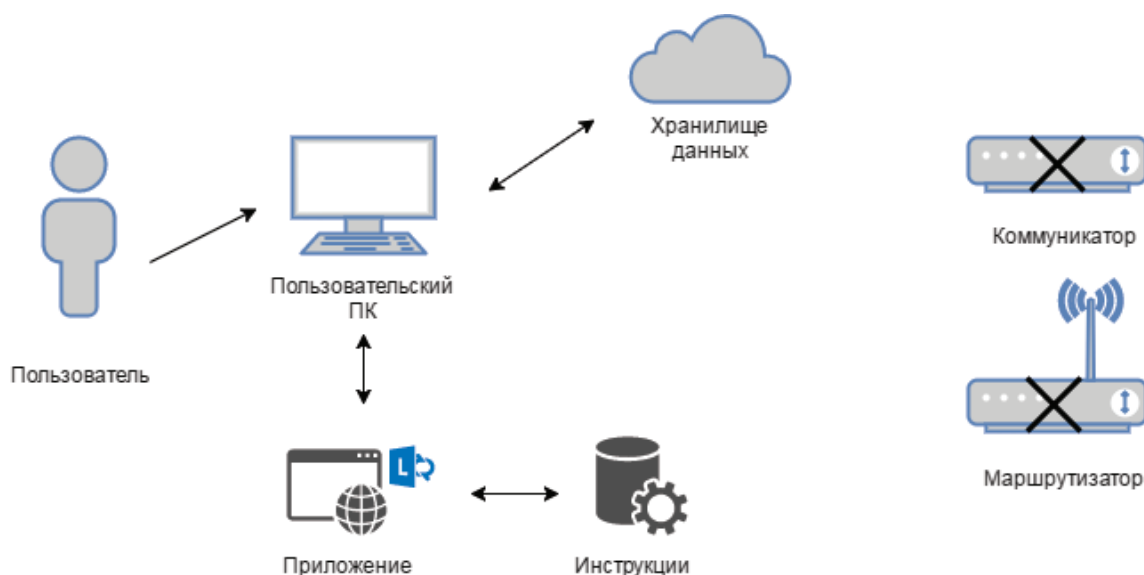 Хранилище
данных
Коммуникатор
Пользовательский
ПК
Пользователь
L
Маршрутизатор
Приложение
Инструкции